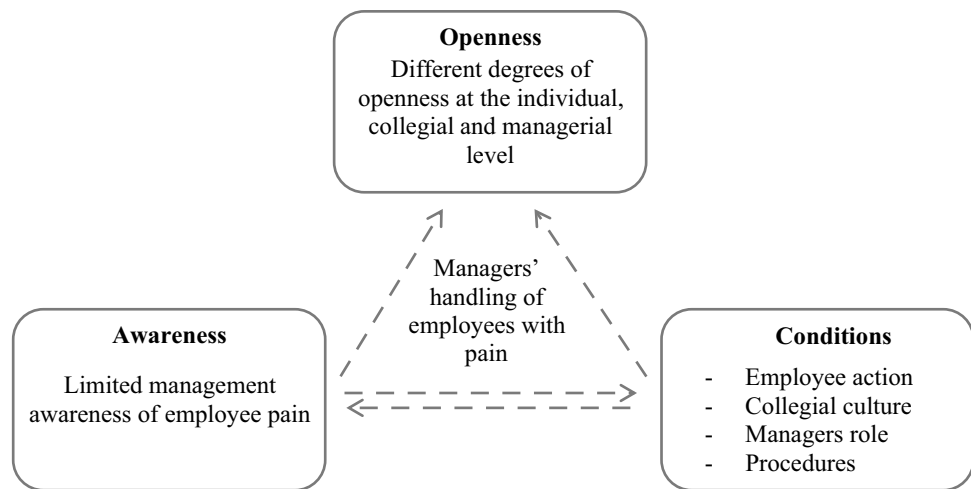 Openness
Different degrees of
openness at the individual,
collegial and managerial
level
Managers’
handling of
employees with
pain
Awareness
Limited management
awareness of employee pain
Conditions
- Employee action
- Collegial culture
- Managers role
- Procedures